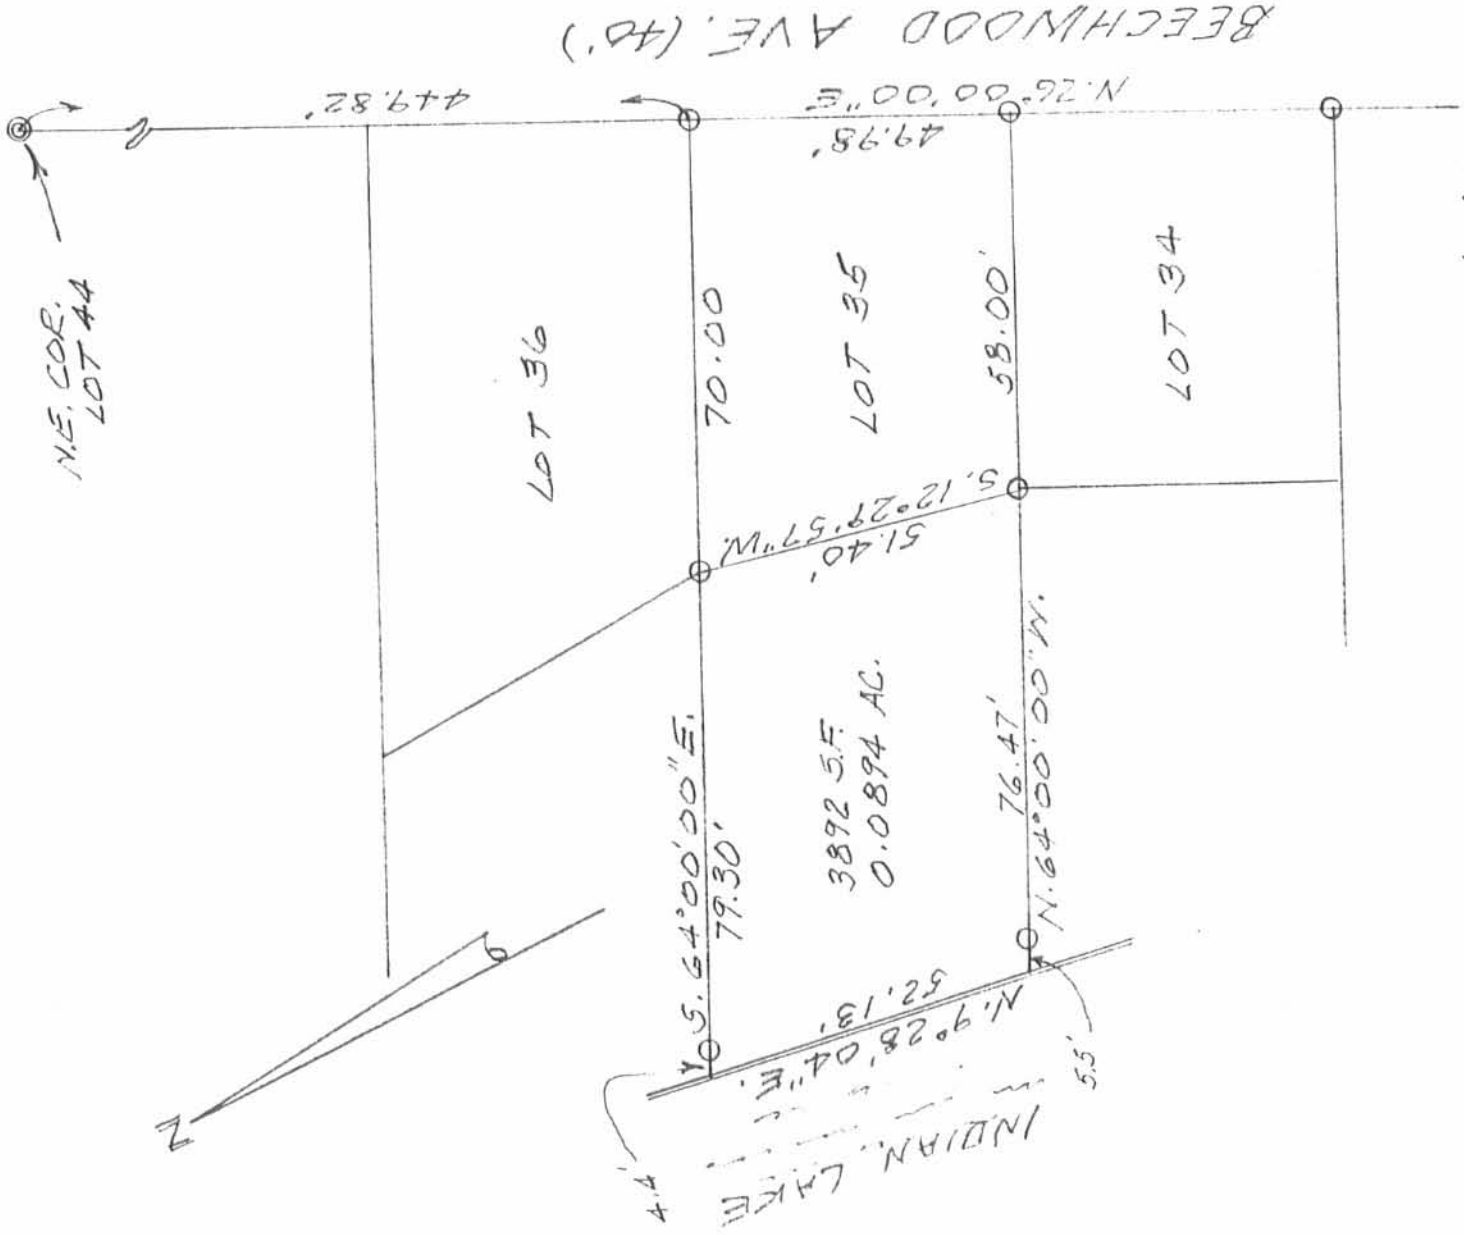 BEECHWOOD AVE. (40')
N. 26° 00' 00" E
449.82'
49.98'
N.E. COR.
LOT 44
LOT 36
70.00
LOT 35
58.00'
LOT 34
S. 12° 29' 57" W.
51.40'
S. 64° 00' 00" E.
79.30'
3892 S.F.
0.0894 AC.
76.47'
N. 64° 00' 00" W.
52.13'
N. 9° 28' 04" E.
INDIAN LAKE
4.4'
5.5'
N